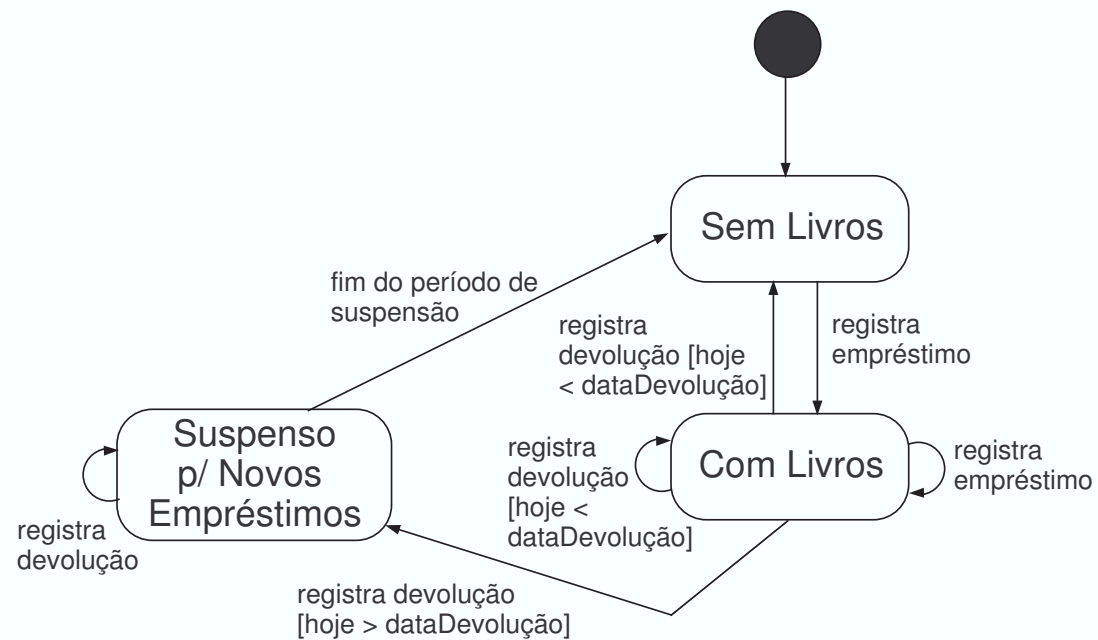 Sem Livros
fim do período de
suspensão
registra
devolução [hoje
< dataDevolução]
registra
empréstimo
Suspenso
p/ Novos
Empréstimos
registra
devolução
[hoje <
dataDevolução]
Com Livros
registra
empréstimo
registra
devolução
registra devolução
[hoje > dataDevolução]